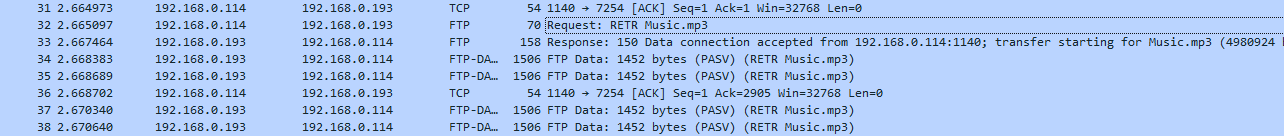 31 2.664973 192.168.0.114 192.168.0.193 TCP 54 1140 → 7254 [ACK] Seq=1 Ack=1 Win=32768 Len=0
32 2.665097 192.168.0.114 192.168.0.193 FTP 70 Request: RETR Music.mp3
33 2.667464 192.168.0.193 192.168.0.114 FTP 158 Response: 150 Data connection accepted from 192.168.0.114:1140; transfer starting for Music.mp3 (4980924
34 2.668383 192.168.0.193 192.168.0.114 FTP-DA… 1506 FTP Data: 1452 bytes (PASV) (RETR Music.mp3)
35 2.668689 192.168.0.193 192.168.0.114 FTP-DA… 1506 FTP Data: 1452 bytes (PASV) (RETR Music.mp3)
36 2.668702 192.168.0.114 192.168.0.193 TCP 54 1140 → 7254 [ACK] Seq=1 Ack=2905 Win=32768 Len=0
37 2.670340 192.168.0.193 192.168.0.114 FTP-DA… 1506 FTP Data: 1452 bytes (PASV) (RETR Music.mp3)
38 2.670640 192.168.0.193 192.168.0.114 FTP-DA… 1506 FTP Data: 1452 bytes (PASV) (RETR Music.mp3)